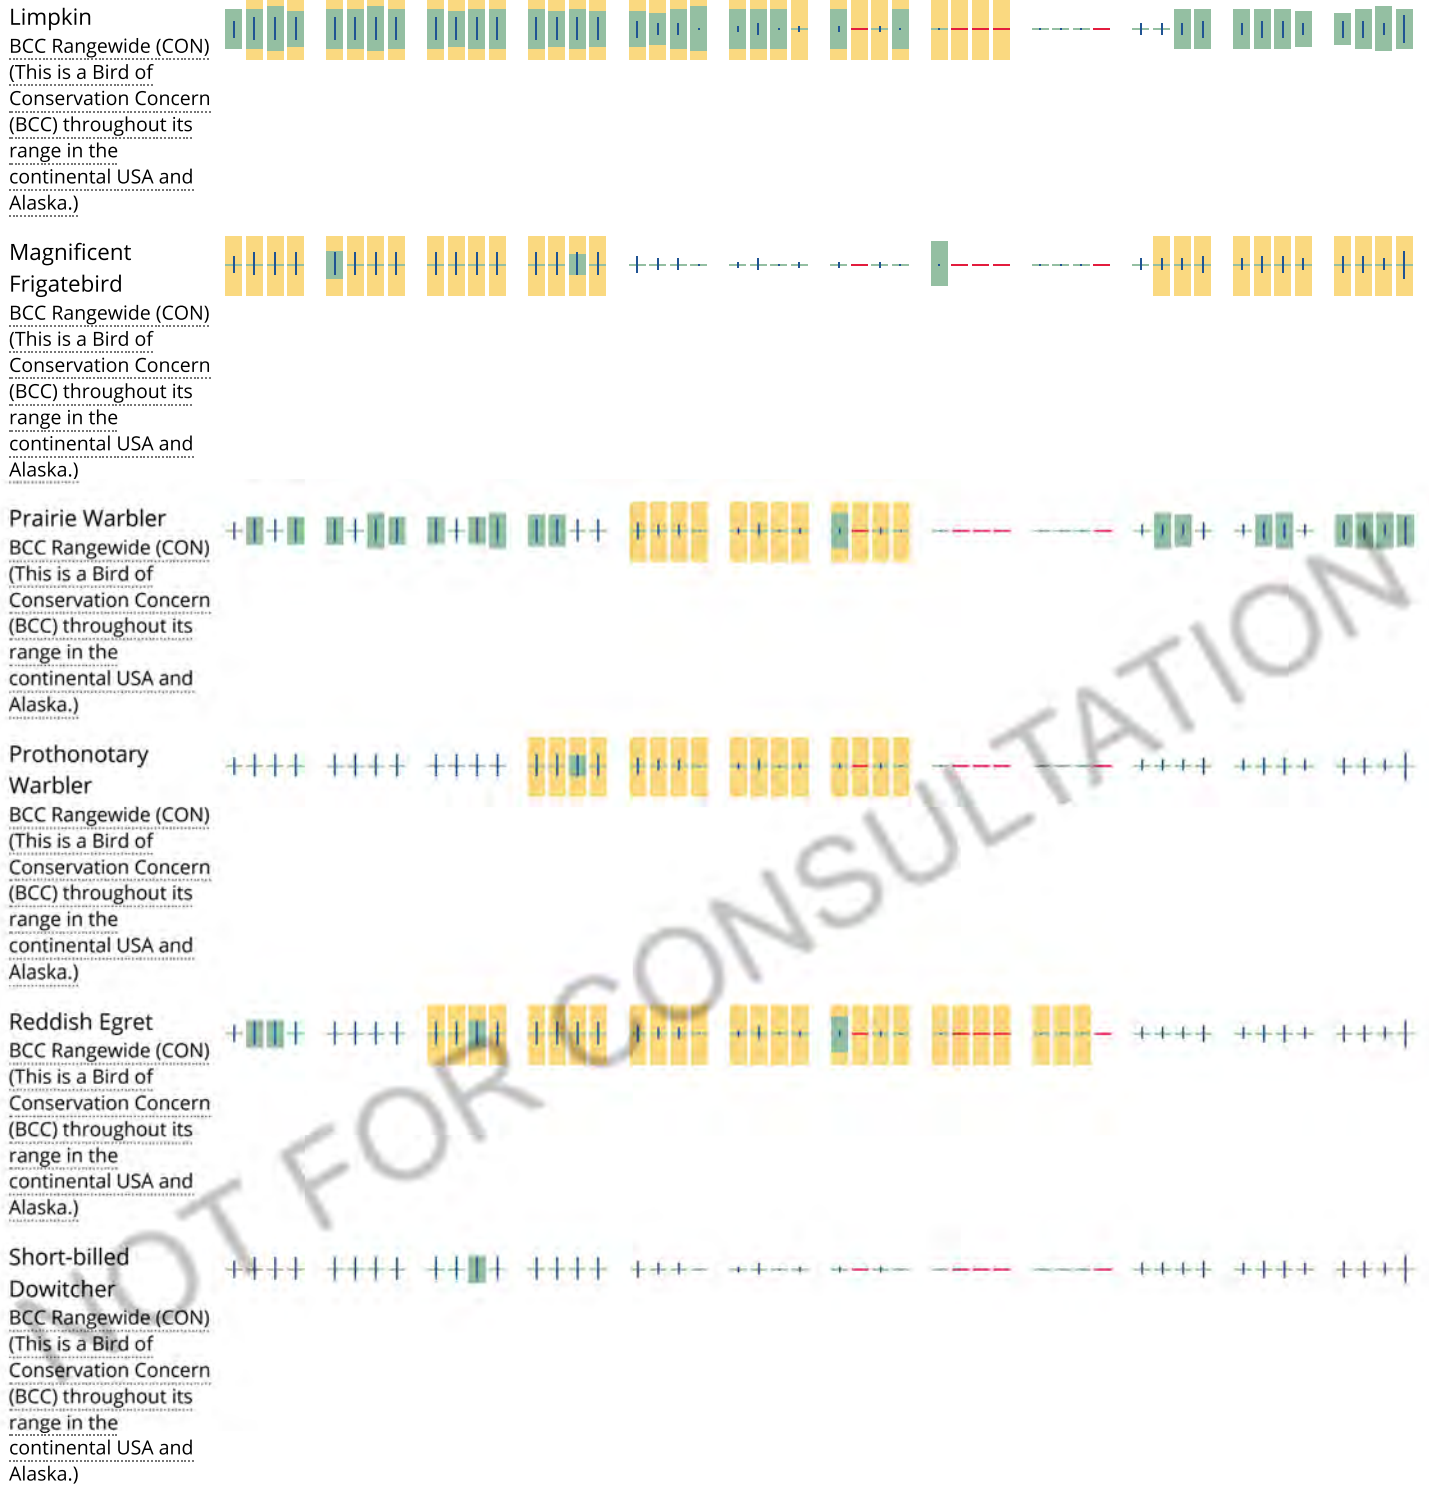 Limpkin
BCC Rangewide (CON)
(This is a Bird of
Conservation Concern
(BCC) throughout its
range in the
continental USA and
Alaska.)
Magnificent
Frigatebird
BCC Rangewide (CON)
(This is a Bird of
Conservation Concern
(BCC) throughout its
range in the
continental USA and
Alaska.)
Prairie Warbler
BCC Rangewide (CON)
(This is a Bird of
Conservation Concern
(BCC) throughout its
range in the
continental USA and
Alaska.)
Prothonotary
Warbler
BCC Rangewide (CON)
(This is a Bird of
Conservation Concern
(BCC) throughout its
range in the
continental USA and
Alaska.)
Reddish Egret
BCC Rangewide (CON)
(This is a Bird of
Conservation Concern
(BCC) throughout its
range in the
continental USA and
Alaska.)
Short-billed
Dowitcher
BCC Rangewide (CON)
(This is a Bird of
Conservation Concern
(BCC) throughout its
range in the
continental USA and
Alaska.)
NOT FOR CONSULTATION